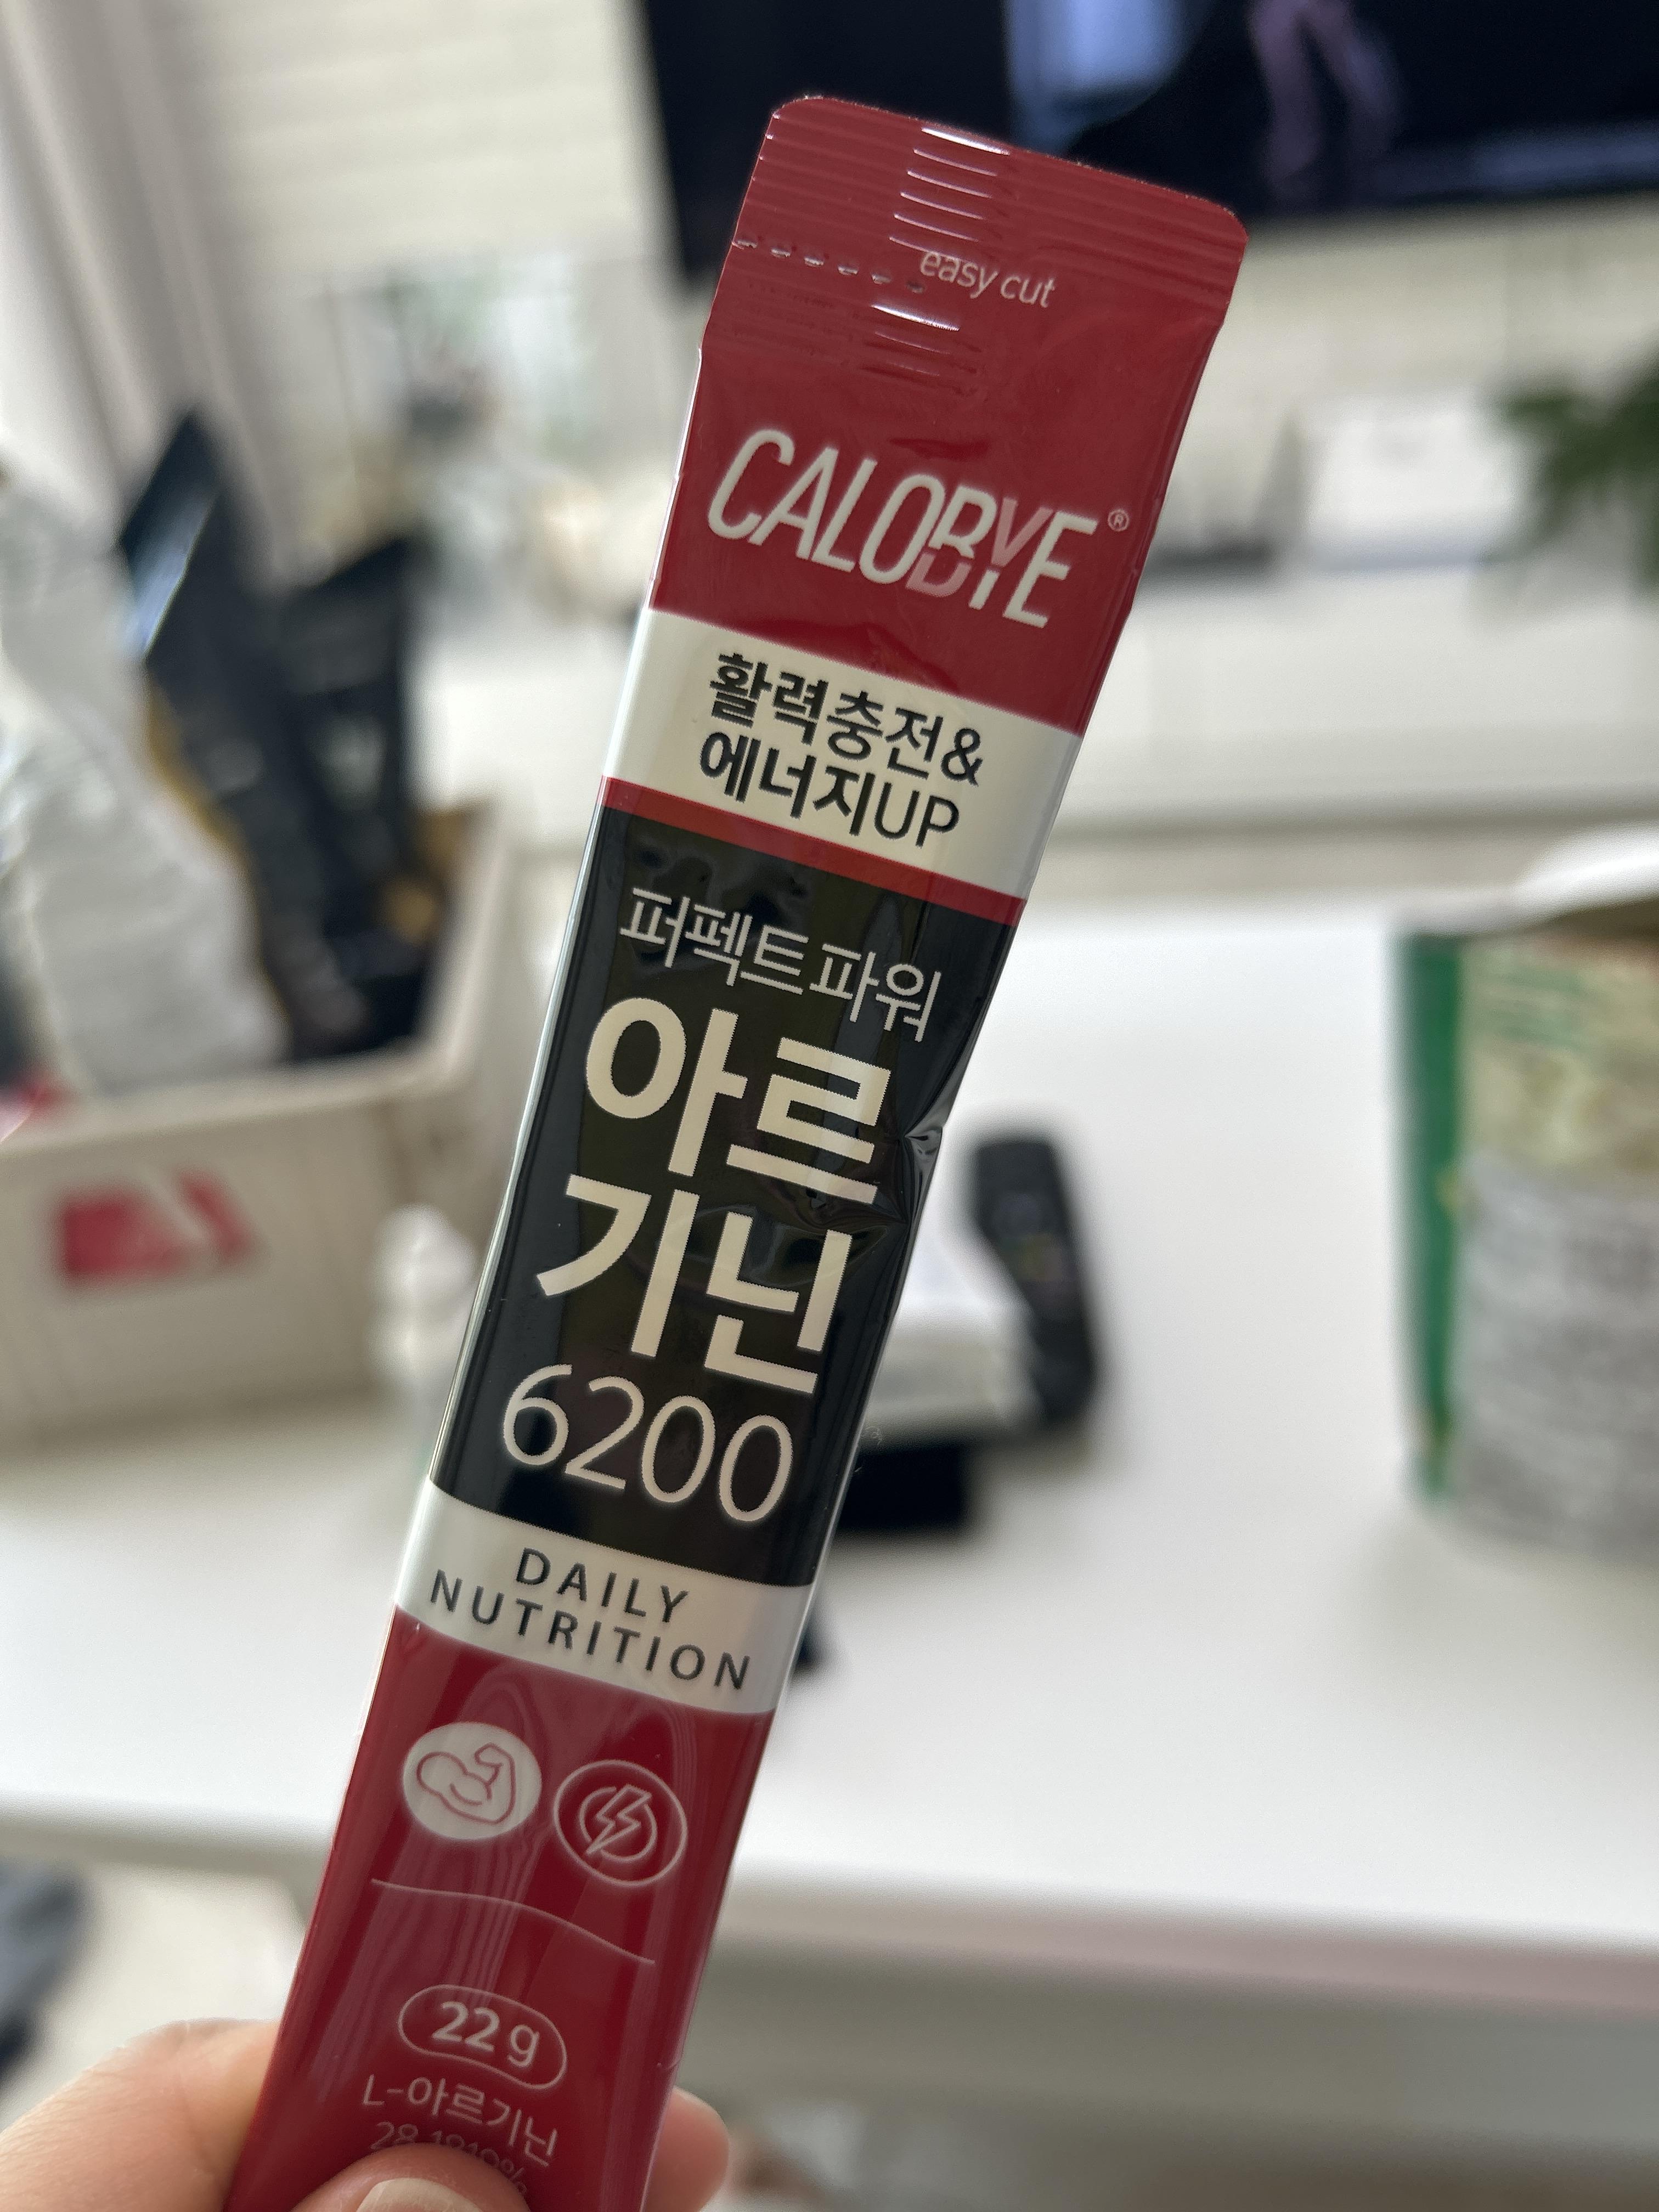 easy cut
CALOBYE®
활력충전&
에너지UP
퍼펙트파워
아르
기닌
6200
DAILY
NUTRITION
22g
L-아르기닌